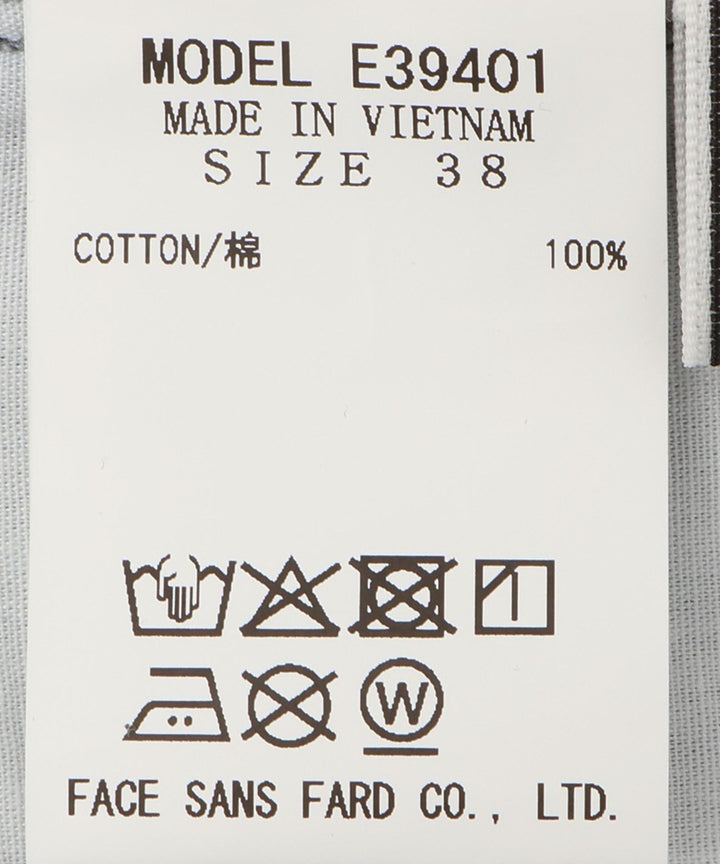 MODEL E39401
MADE IN VIETNAM
SIZE 38
COTTON/棉 100%
W
FACE SANS FARD CO., LTD.